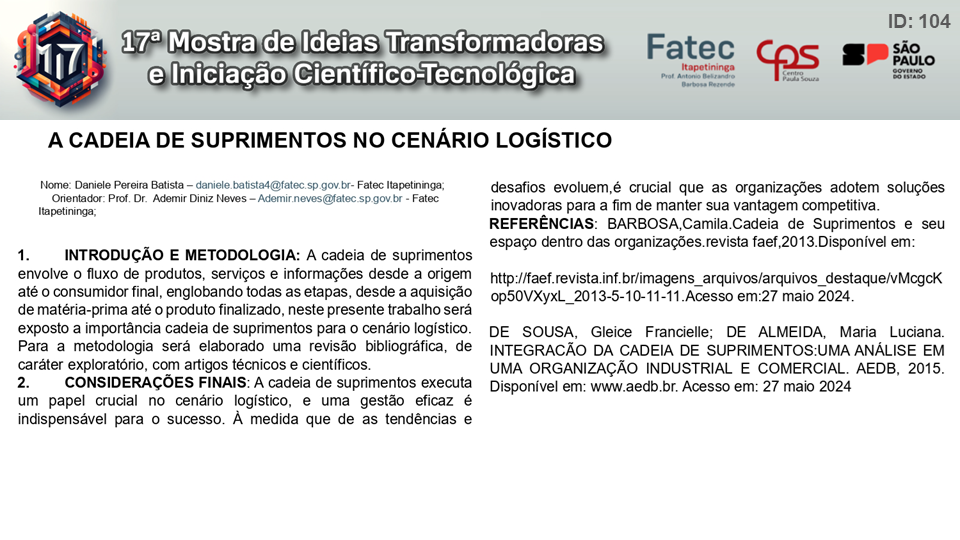 ID: 104
M17
17ª Mostra de Ideias Transformadoras
e Iniciação Científico-Tecnológica
Fatec
Itapetininga
Prof. Antonio Belizandro
Barbosa Rezende
CPS
Centro
Paula Souza
SP
SÃO PAULO
GOVERNO
DO ESTADO
A CADEIA DE SUPRIMENTOS NO CENÁRIO LOGÍSTICO
Nome: Daniele Pereira Batista – daniele.batista4@fatec.sp.gov.br- Fatec Itapetininga;
Orientador: Prof. Dr. Ademir Diniz Neves – Ademir.neves@fatec.sp.gov.br - Fatec
Itapetininga;
1. INTRODUÇÃO E METODOLOGIA: A cadeia de suprimentos
envolve o fluxo de produtos, serviços e informações desde a origem
até o consumidor final, englobando todas as etapas, desde a aquisição
de matéria-prima até o produto finalizado, neste presente trabalho será
exposto a importância cadeia de suprimentos para o cenário logístico.
Para a metodologia será elaborado uma revisão bibliográfica, de
caráter exploratório, com artigos técnicos e científicos.
2. CONSIDERAÇÕES FINAIS: A cadeia de suprimentos executa
um papel crucial no cenário logístico, e uma gestão eficaz é
indispensável para o sucesso. À medida que de as tendências e
desafios evoluem,é crucial que as organizações adotem soluções
inovadoras para a fim de manter sua vantagem competitiva.
REFERÊNCIAS: BARBOSA,Camila.Cadeia de Suprimentos e seu
espaço dentro das organizações.revista faef,2013.Disponível em:
http://faef.revista.inf.br/imagens_arquivos/arquivos_destaque/vMcgcK
op50VXyxL_2013-5-10-11-11.Acesso em:27 maio 2024.
DE SOUSA, Gleice Francielle; DE ALMEIDA, Maria Luciana.
INTEGRACÃO DA CADEIA DE SUPRIMENTOS:UMA ANÁLISE EM
UMA ORGANIZAÇÃO INDUSTRIAL E COMERCIAL. AEDB, 2015.
Disponível em: www.aedb.br. Acesso em: 27 maio 2024